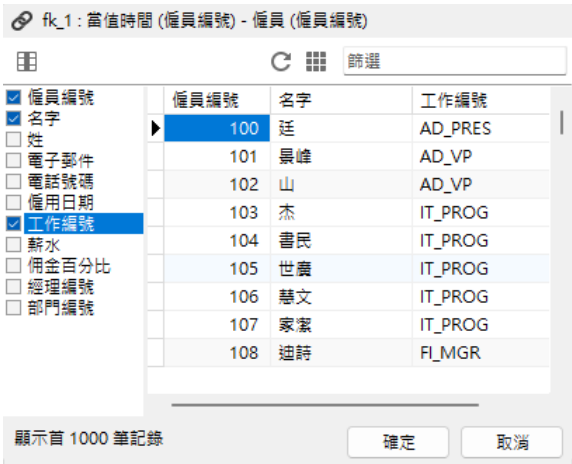 fk_1 : 當值時間 (僱員編號) - 僱員 (僱員編號)
篩選
僱員編號
名字
姓
電子郵件
電話號碼
僱用日期
工作編號
薪水
佣金百分比
經理編號
部門編號
僱員編號 名字 工作編號
100 廷 AD_PRES
101 景峰 AD_VP
102 山 AD_VP
103 杰 IT_PROG
104 書民 IT_PROG
105 世廣 IT_PROG
106 慧文 IT_PROG
107 家潔 IT_PROG
108 迪詩 FI_MGR
顯示首 1000 筆記錄
確定
取消